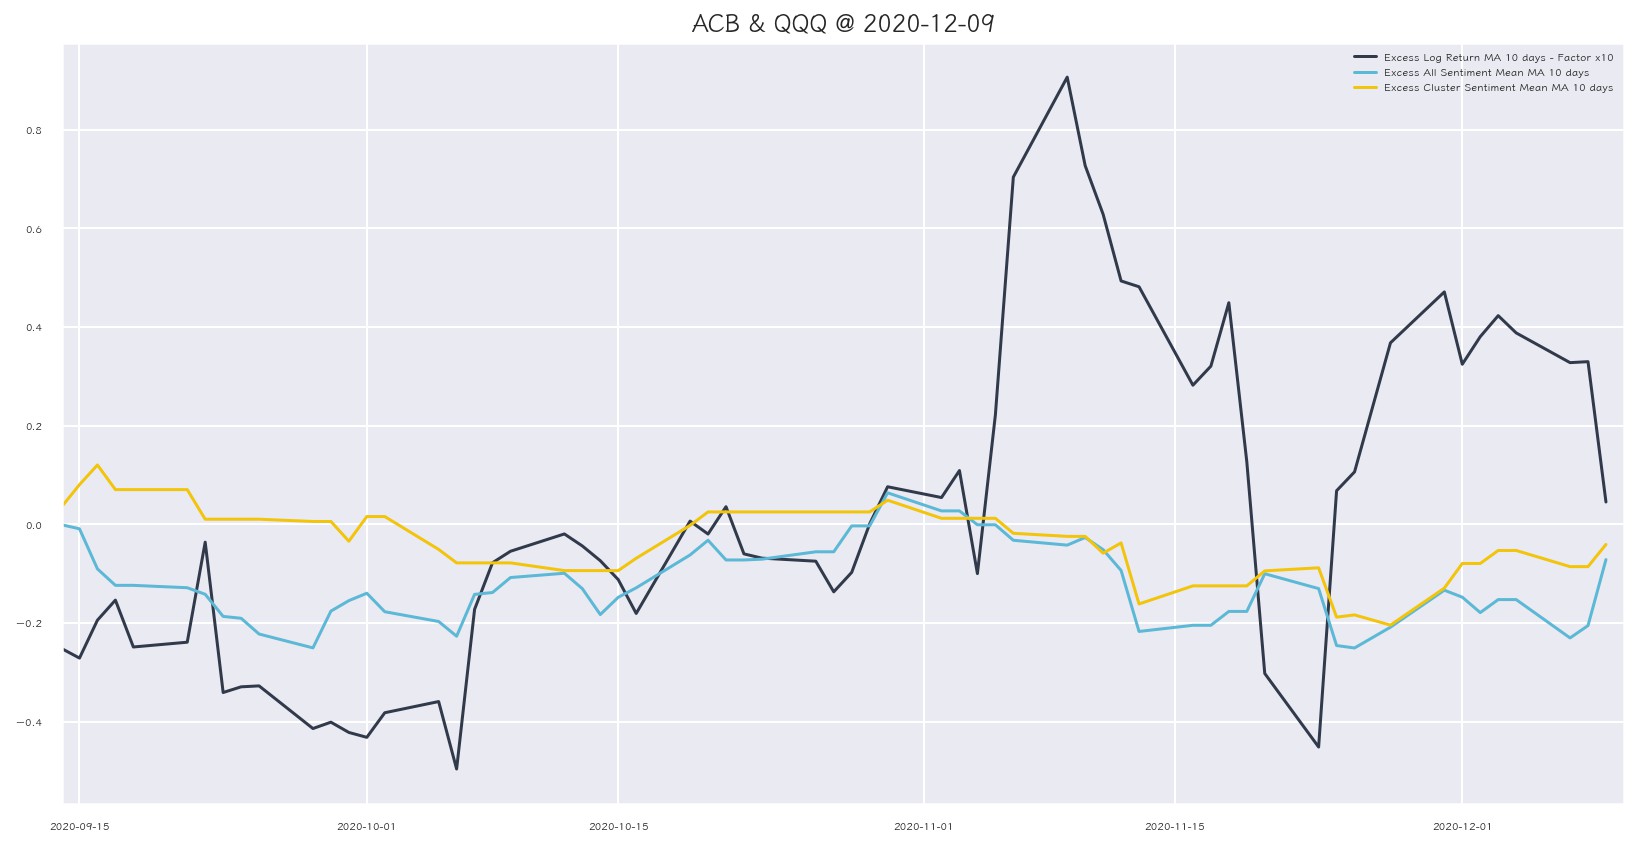 ACB & QQQ @ 2020-12-09
Excess Log Return MA 10 days - Factor x10
Excess All Sentiment Mean MA 10 days
Excess Cluster Sentiment Mean MA 10 days
0.8
0.6
0.4
0.2
0.0
−0.2
−0.4
2020-09-15 2020-10-01 2020-10-15 2020-11-01 2020-11-15 2020-12-01